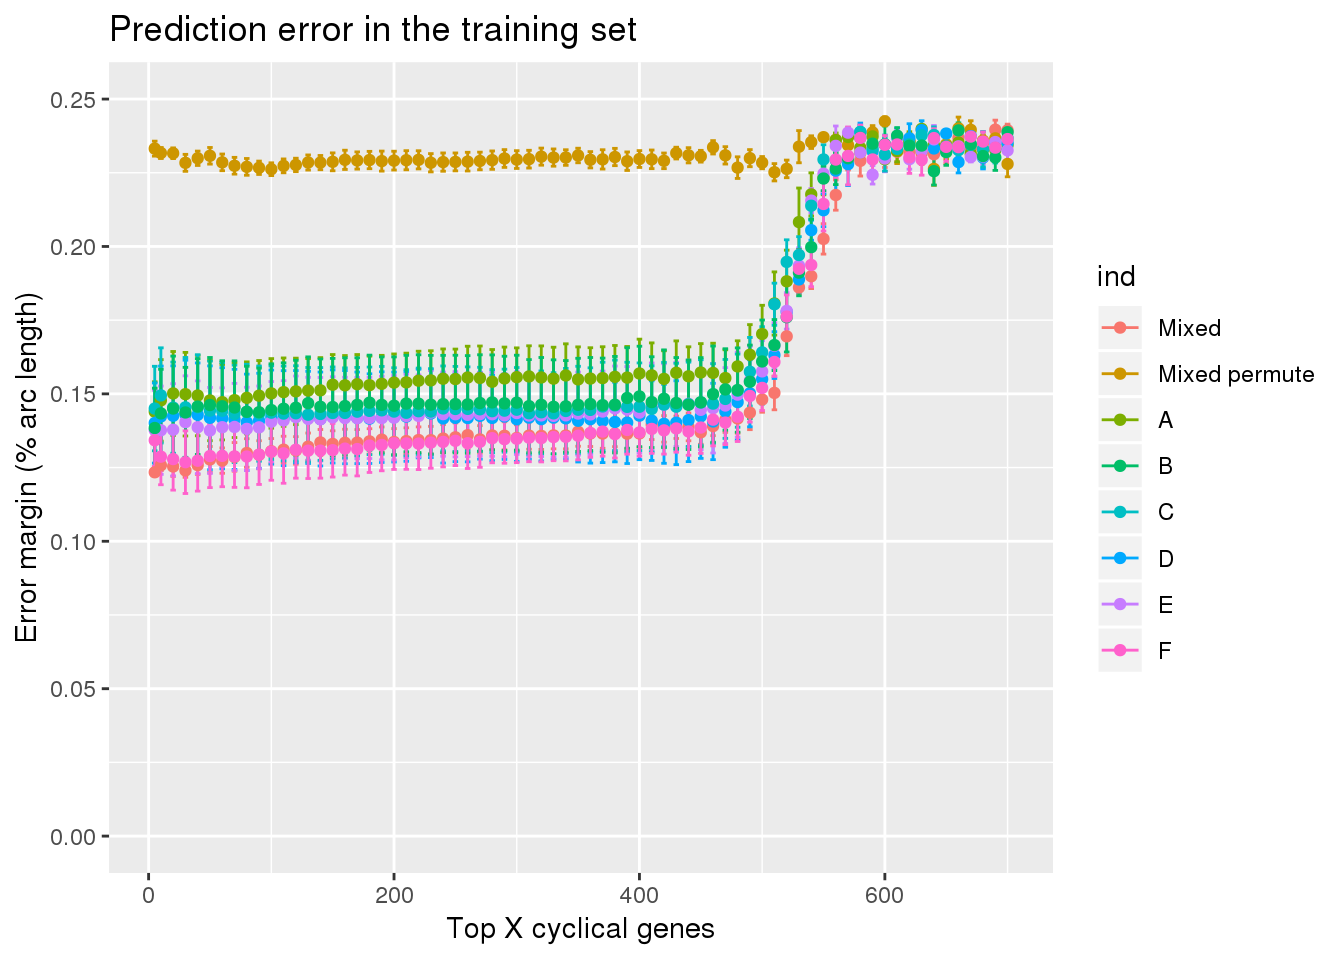 Prediction error in the training set
Error margin (% arc length)
0.25
0.20
0.15
0.10
0.05
0.00
0
200
400
600
Top X cyclical genes
ind
Mixed
Mixed permute
A
B
C
D
E
F